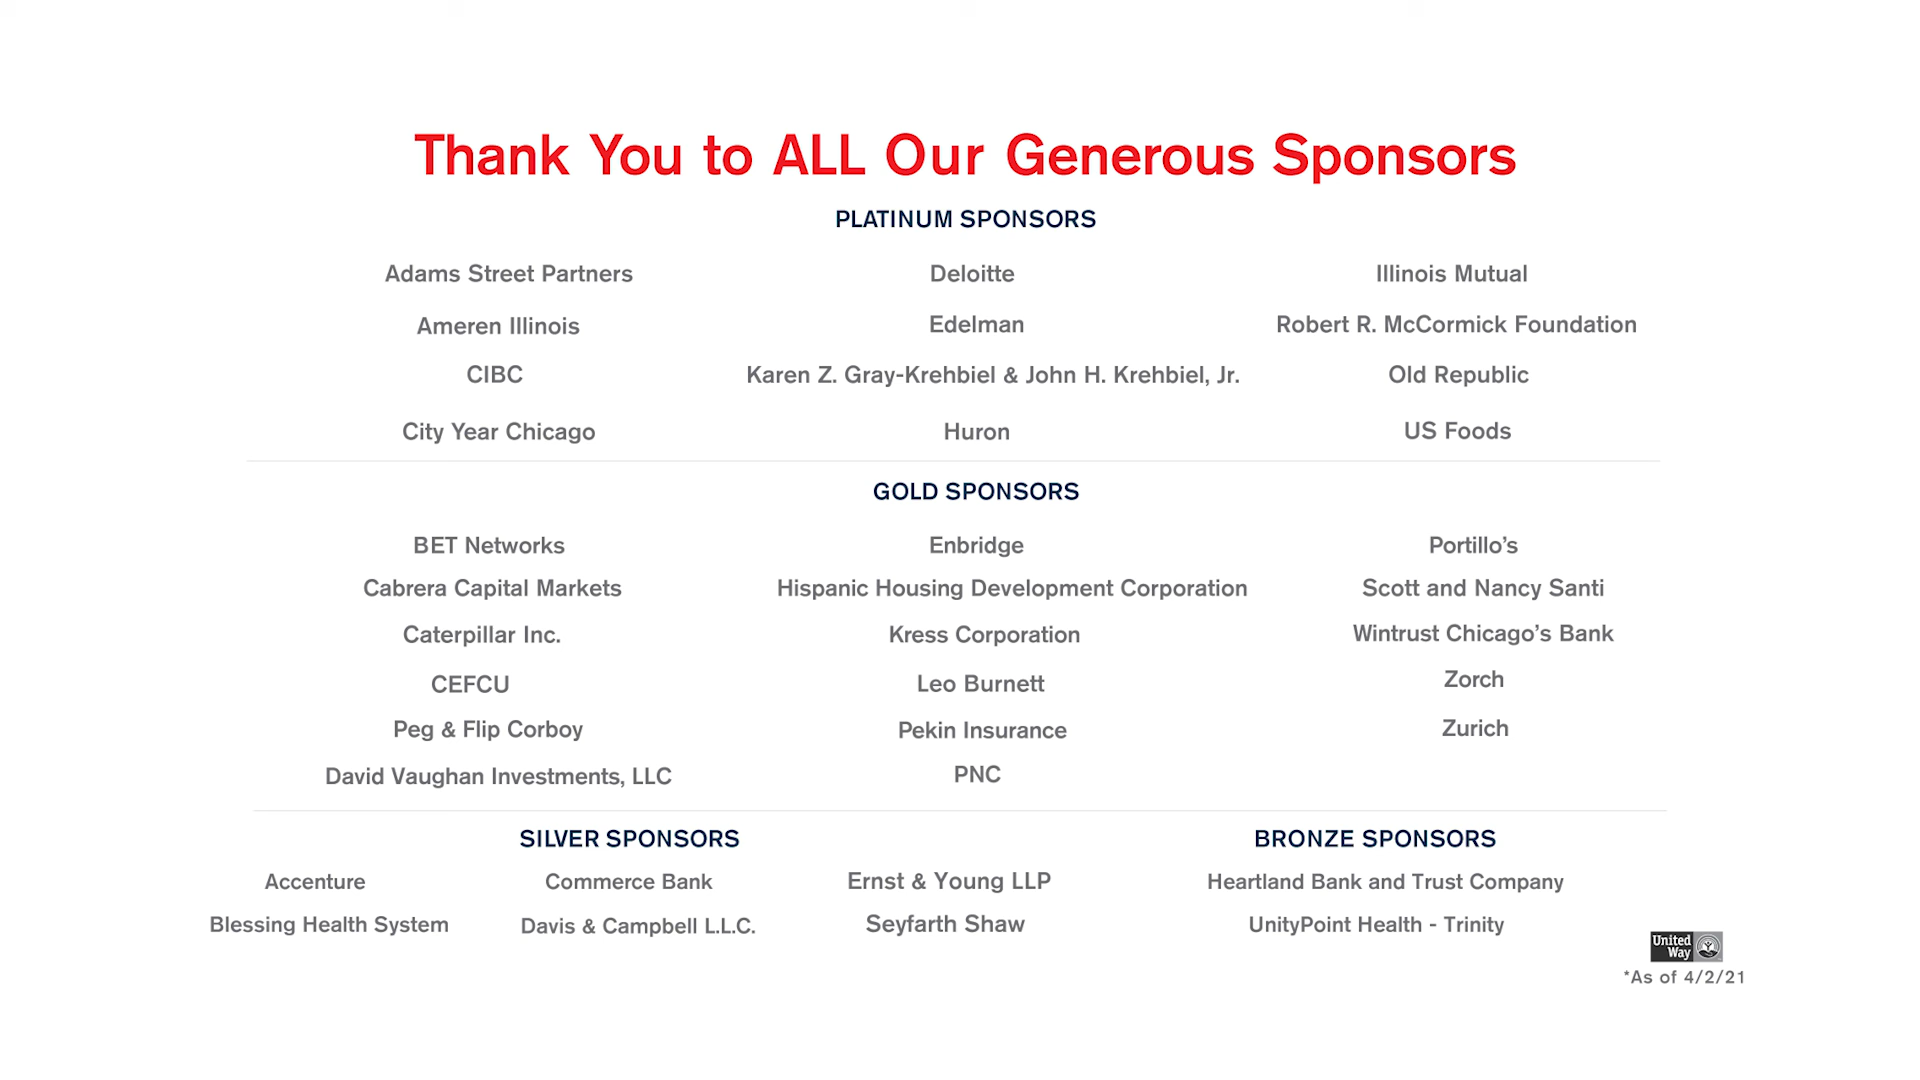 Thank You to ALL Our Generous Sponsors
PLATINUM SPONSORS
Adams Street Partners
Deloitte
Illinois Mutual
Ameren Illinois
Edelman
Robert R. McCormick Foundation
CIBC
Karen Z. Gray-Krehbiel & John H. Krehbiel, Jr.
Old Republic
City Year Chicago
Huron
US Foods
GOLD SPONSORS
BET Networks
Enbridge
Portillo’s
Cabrera Capital Markets
Hispanic Housing Development Corporation
Scott and Nancy Santi
Caterpillar Inc.
Kress Corporation
Wintrust Chicago’s Bank
CEFCU
Leo Burnett
Zorch
Peg & Flip Corboy
Pekin Insurance
Zurich
David Vaughan Investments, LLC
PNC
SILVER SPONSORS
Accenture
Commerce Bank
Ernst & Young LLP
Blessing Health System
Davis & Campbell L.L.C.
Seyfarth Shaw
BRONZE SPONSORS
Heartland Bank and Trust Company
UnityPoint Health - Trinity
United
Way
*As of 4/2/21